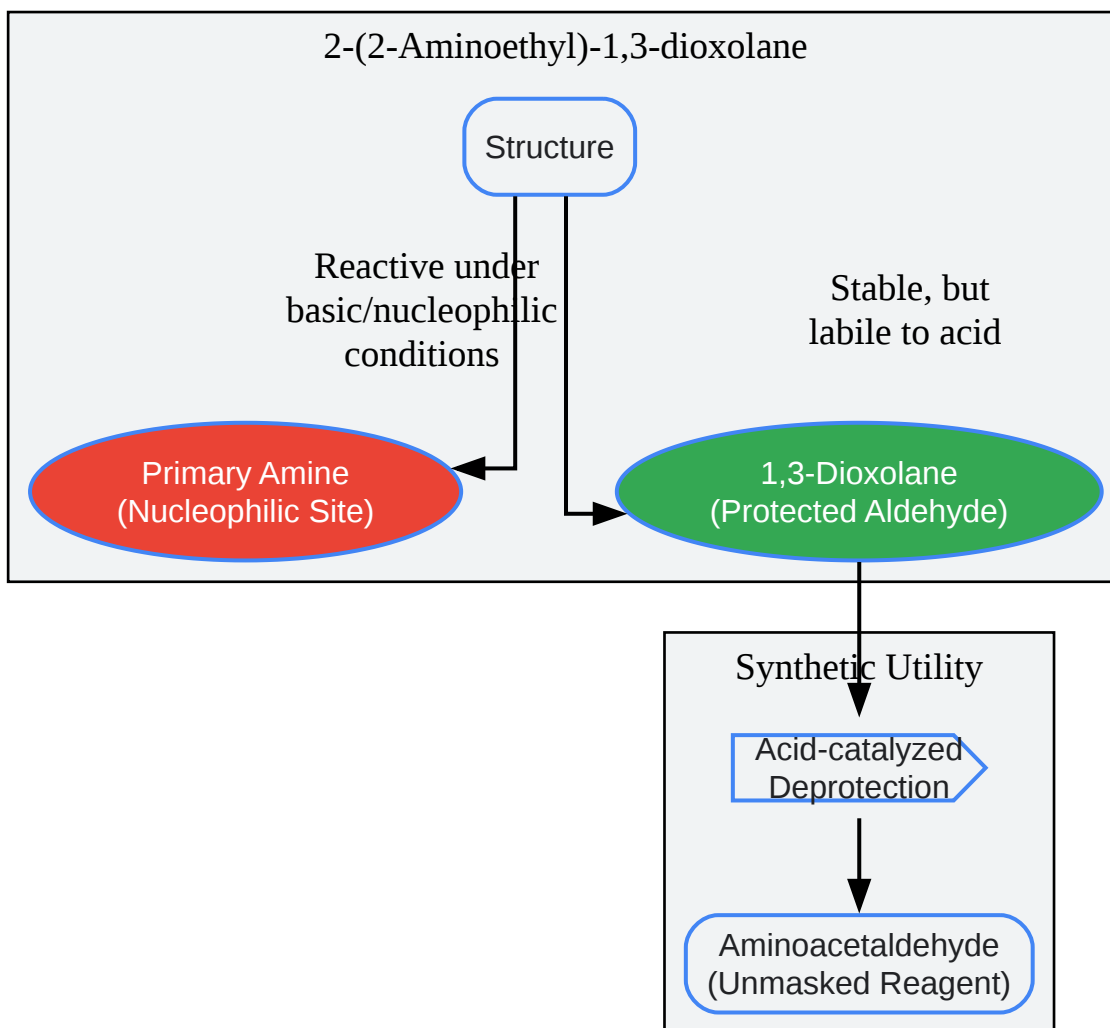 2-(2-Aminoethyl)-1,3-dioxolane
Structure
Reactive under
basic/nucleophilic
conditions
Stable, but
labile to acid
Primary Amine
(Nucleophilic Site)
1,3-Dioxolane
(Protected Aldehyde)
Synthetic Utility
Acid-catalyzed
Deprotection
Aminoacetaldehyde
(Unmasked Reagent)